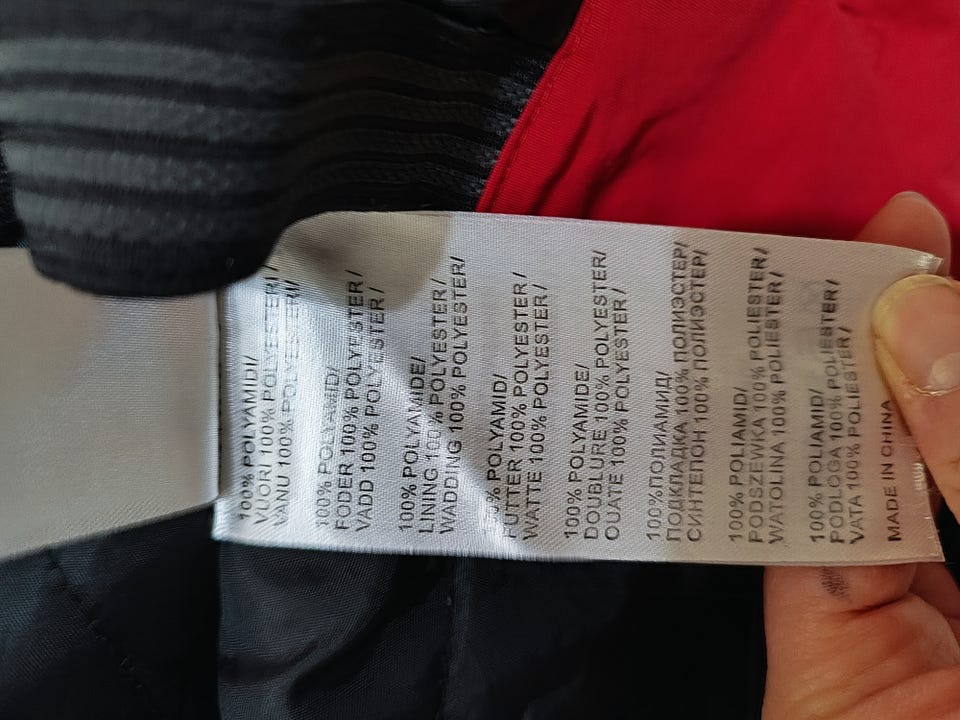 100% POLYAMIDI/
VUORI 100% POLYESTERI/
VANU 100% POLYESTERI/
100% POLYAMID/
FODER 100% POLYESTER/
VADD 100% POLYESTER/
100% POLYAMIDE/
LINING 100% POLYESTER/
WADDING 100% POLYESTER/
100% POLYAMID/
FUTTER 100% POLYESTER/
WATTE 100% POLYESTER/
100% POLYAMIDE/
DOUBLURE 100% POLYESTER/
OUATE 100% POLYESTER/
100%ПОЛИАМИД/
ПОДКЛАДКА 100% ПОЛИЭСТЕР/
СИНТЕПОН 100% ПОЛИЭСТЕР/
100% POLIAMID/
PODSZEWKA 100% POLIESTER/
WATOLINA 100% POLIESTER/
100% POLIAMID/
PODLOGA 100% POLIESTER/
VATA 100% POLIESTER/
MADE IN CHINA